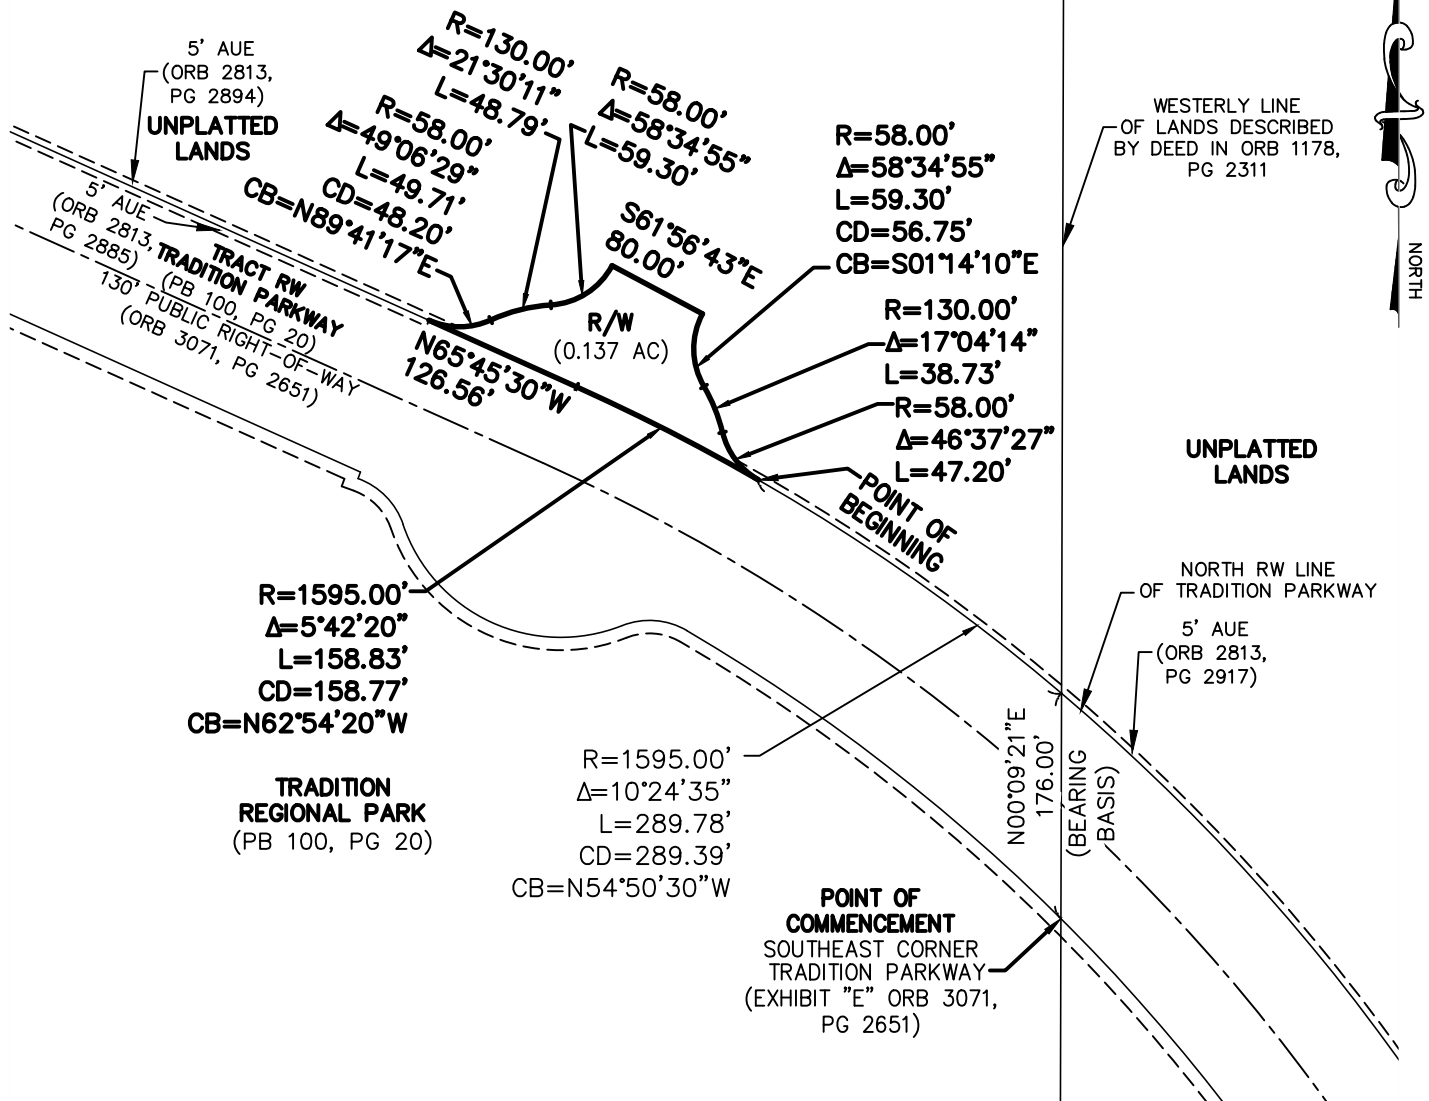 5' AUE
(ORB 2813,
PG 2894)
UNPLATTED
LANDS
R=130.00'
Δ=21°30'11"
L=48.79'
R=58.00'
Δ=58°34'55"
L=59.30'
R=58.00'
Δ=49°06'29"
L=49.71'
CD=48.20'
CB=N89°41'17"E
S61°56'43"E
80.00'
R=58.00'
Δ=58°34'55"
L=59.30'
CD=56.75'
CB=S01°14'10"E
WESTERLY LINE
OF LANDS DESCRIBED
BY DEED IN ORB 1178,
PG 2311
NORTH
5' AUE
(ORB 2813,
PG 2885)
TRACT RW
TRADITION PARKWAY
(PB 100, PG 20)
130' PUBLIC RIGHT-OF-WAY
(ORB 3071, PG 2651)
R/W
(0.137 AC)
N65°45'30"W
126.56'
R=130.00'
Δ=17°04'14"
L=38.73'
R=58.00'
Δ=46°37'27"
L=47.20'
POINT OF
BEGINNING
UNPLATTED
LANDS
NORTH RW LINE
OF TRADITION PARKWAY
5' AUE
(ORB 2813,
PG 2917)
R=1595.00'
Δ=5°42'20"
L=158.83'
CD=158.77'
CB=N62°54'20"W
TRADITION
REGIONAL PARK
(PB 100, PG 20)
R=1595.00'
Δ=10°24'35"
L=289.78'
CD=289.39'
CB=N54°50'30"W
N00°09'21"E
176.00'
(BEARING
BASIS)
POINT OF
COMMENCEMENT
SOUTHEAST CORNER
TRADITION PARKWAY
(EXHIBIT "E" ORB 3071,
PG 2651)